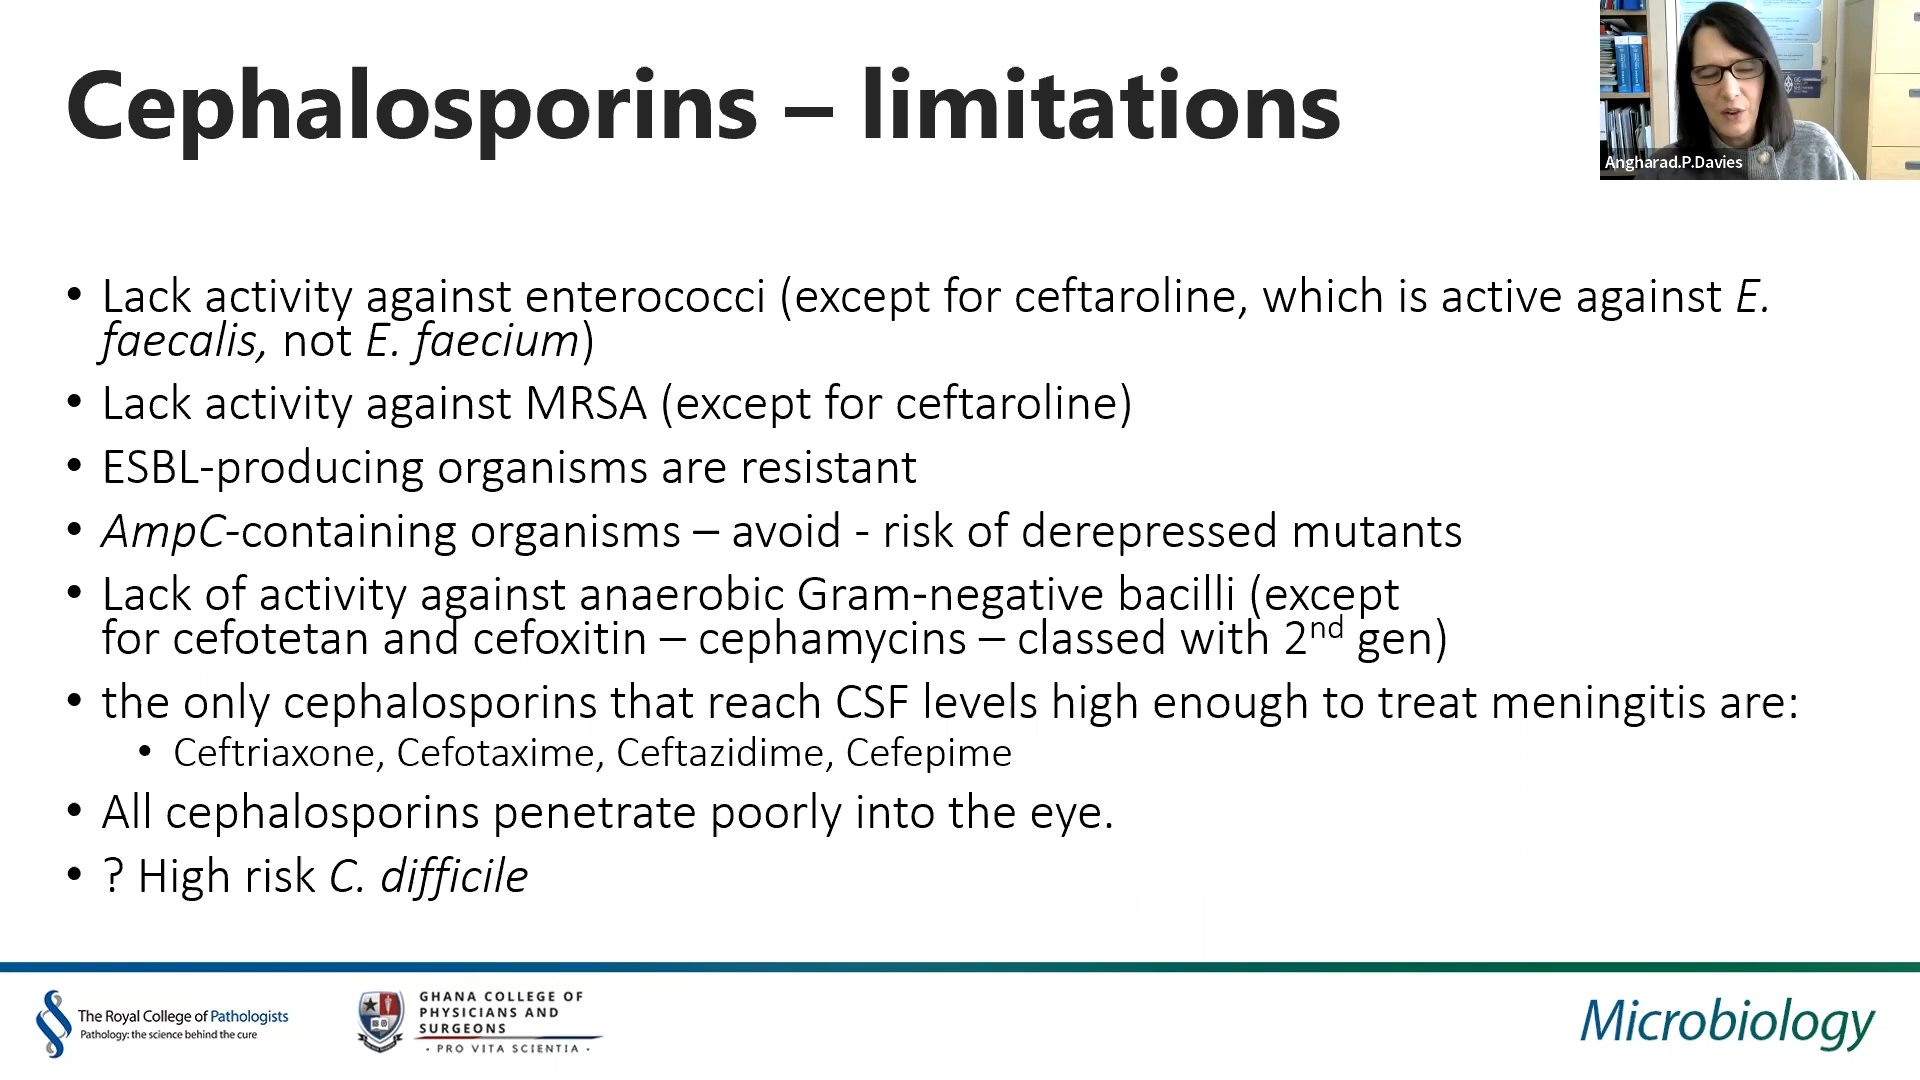 Cephalosporins – limitations
Angharad.P.Davies
• Lack activity against enterococci (except for ceftaroline, which is active against E.
faecalis, not E. faecium)
• Lack activity against MRSA (except for ceftaroline)
• ESBL-producing organisms are resistant
• AmpC-containing organisms – avoid - risk of derepressed mutants
• Lack of activity against anaerobic Gram-negative bacilli (except
for cefotetan and cefoxitin – cephamycins – classed with 2nd gen)
• the only cephalosporins that reach CSF levels high enough to treat meningitis are:
• Ceftriaxone, Cefotaxime, Ceftazidime, Cefepime
• All cephalosporins penetrate poorly into the eye.
• ? High risk C. difficile
The Royal College of Pathologists
Pathology: the science behind the cure
GHANA COLLEGE OF
PHYSICIANS AND
SURGEONS
- PRO VITA SCIENTIA -
Microbiology